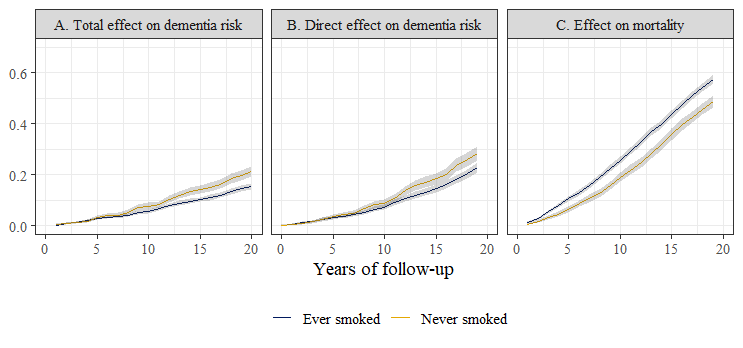 A. Total effect on dementia risk
B. Direct effect on dementia risk
C. Effect on mortality
0.6
0.4
0.2
0.0
0 5 10 15 20
0 5 10 15 20
0 5 10 15 20
Years of follow-up
Ever smoked
Never smoked